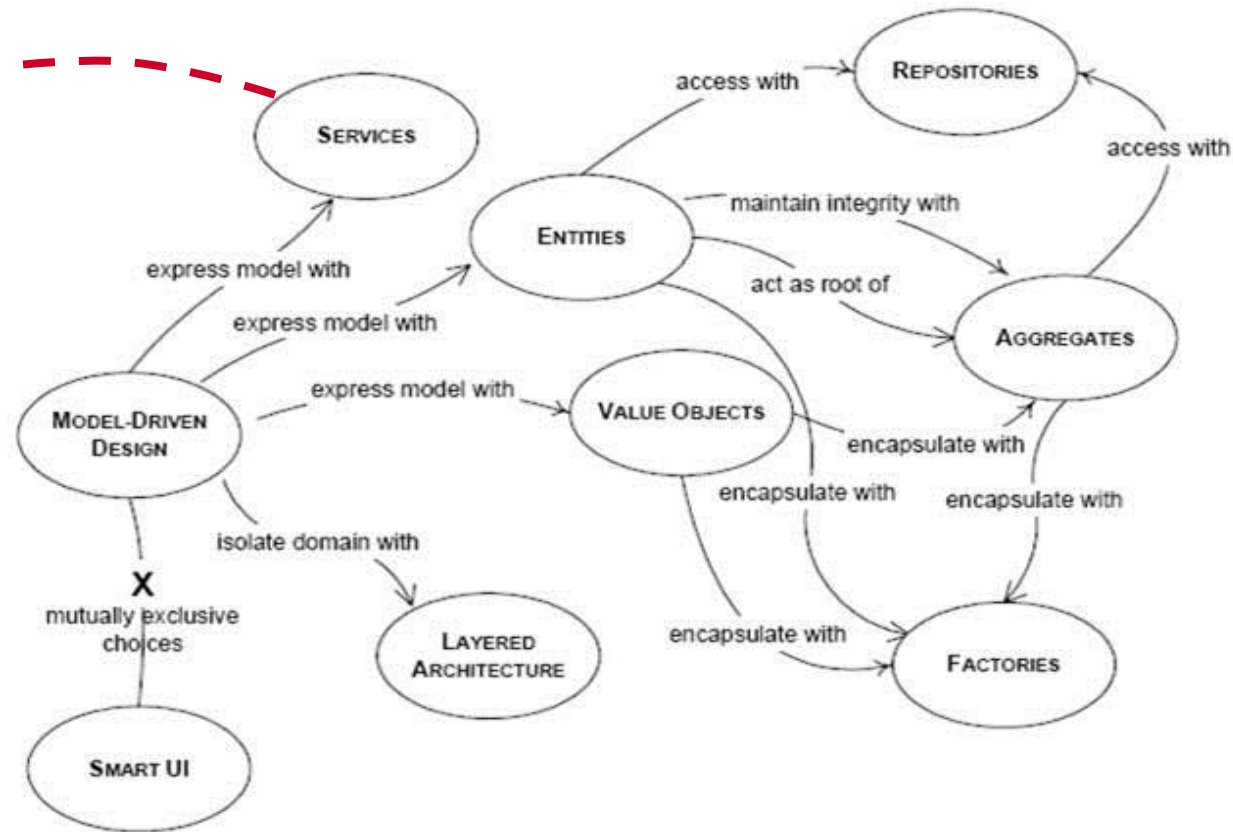 REPOSITORIES
access with
SERVICES
access with
maintain integrity with
ENTITIES
express model with
act as root of
express model with
AGGREGATES
express model with
VALUE OBJECTS
MODEL-DRIVEN
DESIGN
encapsulate with
encapsulate with
encapsulate with
isolate domain with
X
mutually exclusive
choices
encapsulate with
LAYERED
ARCHITECTURE
FACTORIES
SMART UI